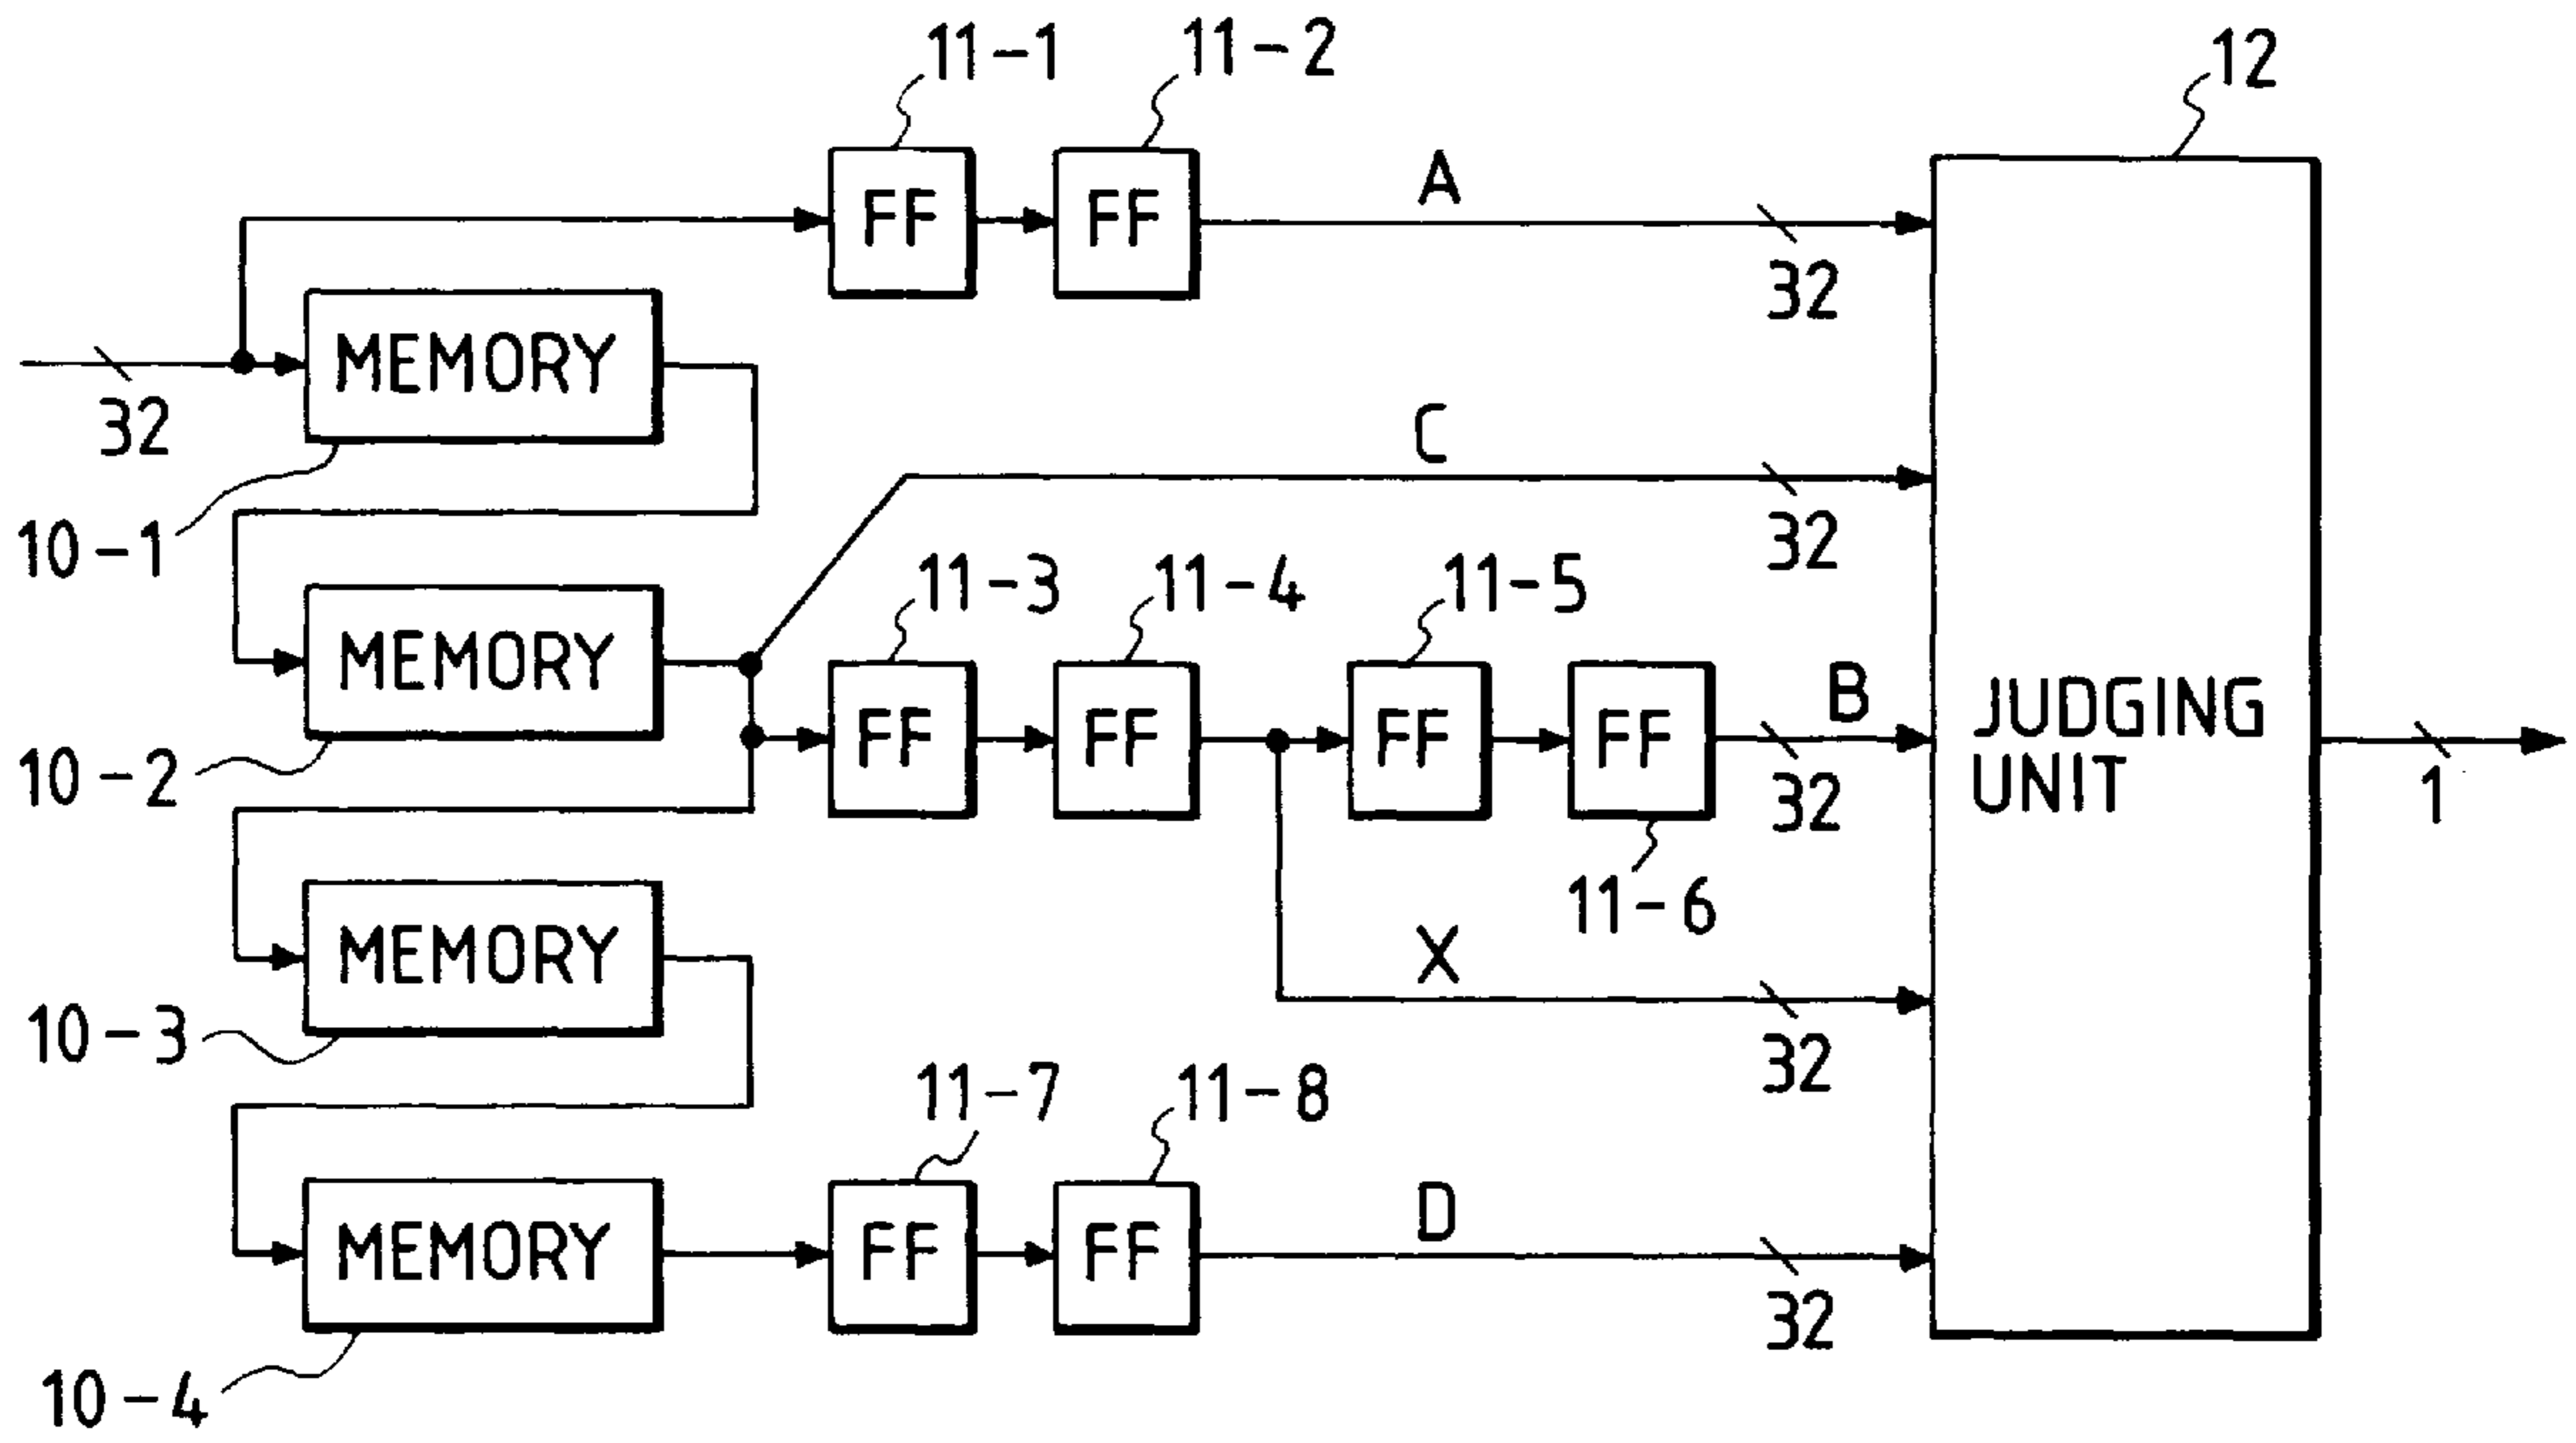 11-1
11-2
12
FF
FF
A
32
MEMORY
32
10-1
C
32
11-3
11-4
11-5
MEMORY
10-2
FF
FF
FF
FF
B
32
11-6
JUDGING
UNIT
1
MEMORY
10-3
X
32
11-7
11-8
MEMORY
10-4
FF
FF
D
32